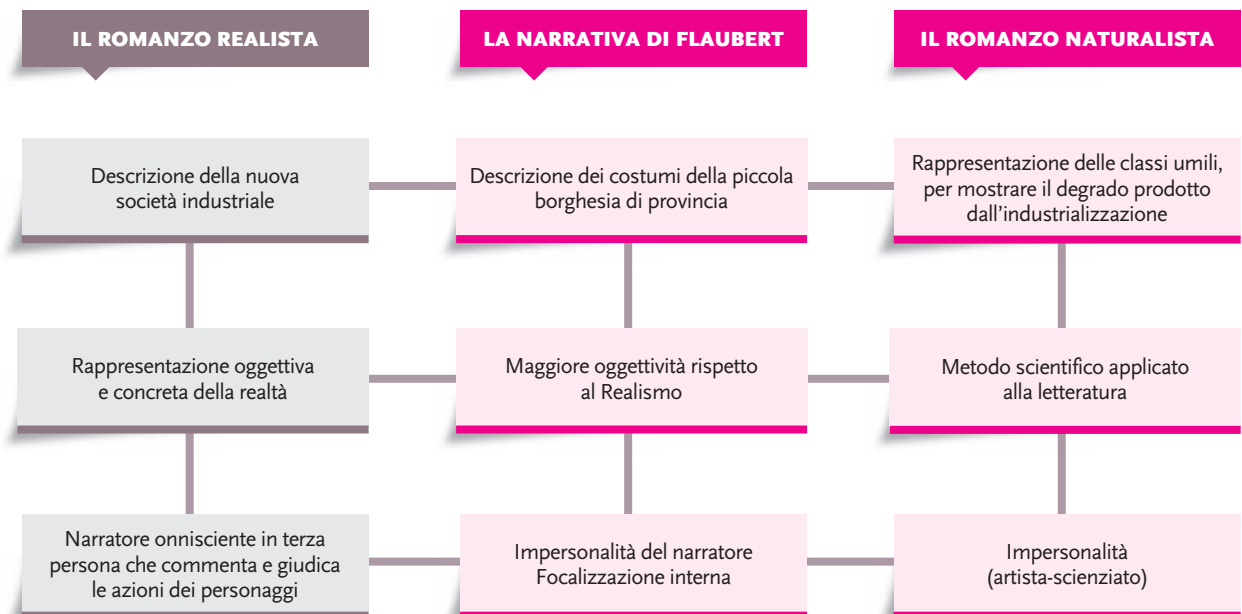 IL ROMANZO REALISTA
LA NARRATIVA DI FLAUBERT
IL ROMANZO NATURALISTA
Descrizione della nuova
società industriale
Descrizione dei costumi della piccola
borghesia di provincia
Rappresentazione delle classi umili,
per mostrare il degrado prodotto
dall'industrializzazione
Rappresentazione oggettiva
e concreta della realtà
Maggiore oggettività rispetto
al Realismo
Metodo scientifico applicato
alla letteratura
Narratore onnisciente in terza
persona che commenta e giudica
le azioni dei personaggi
Impersonalità del narratore
Focalizzazione interna
Impersonalità
(artista-scienziato)